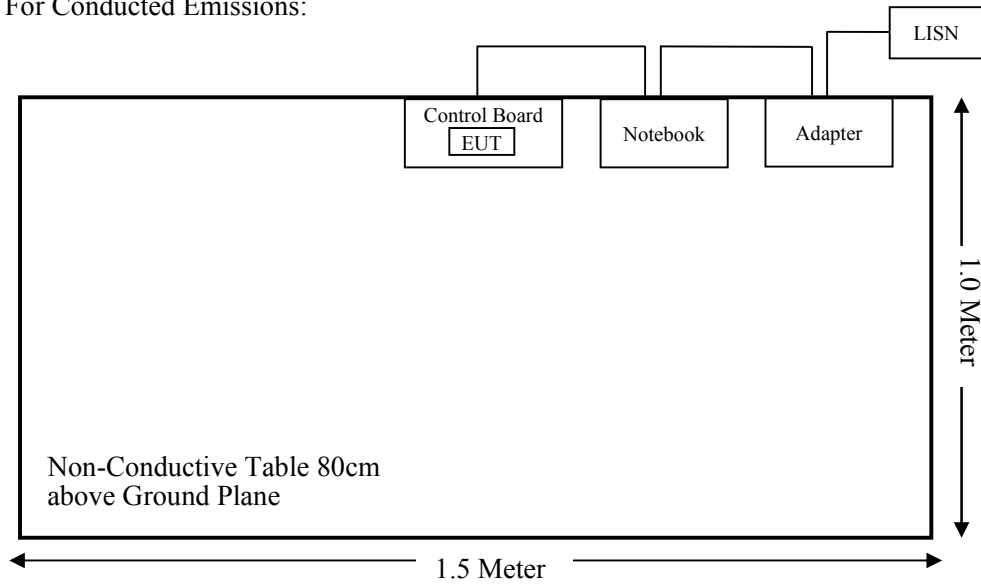 For Conducted Emissions:
LISN
Control Board
EUT
Notebook
Adapter
1.0 Meter
Non-Conductive Table 80cm
above Ground Plane
1.5 Meter